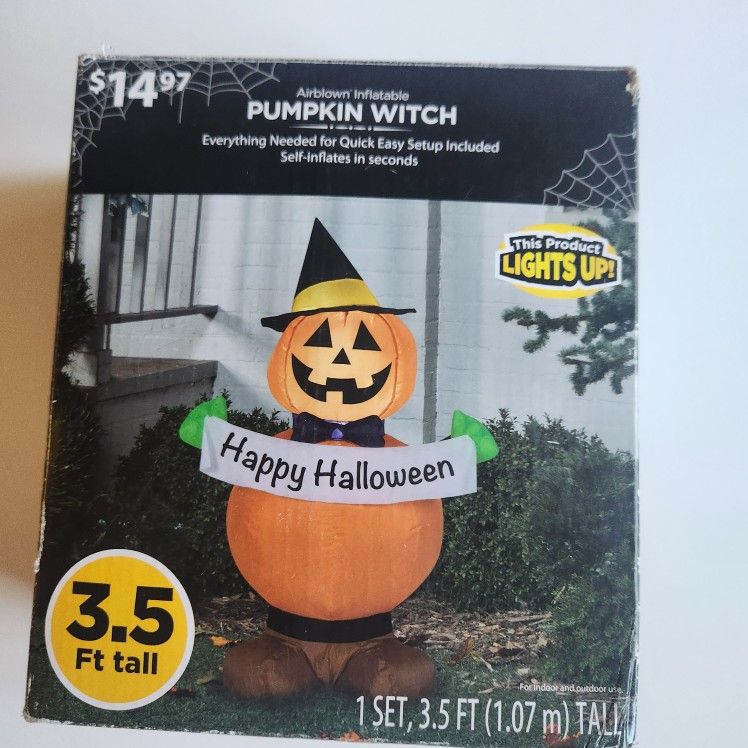 $14.97
Airblown Inflatable
PUMPKIN WITCH
Everything Needed for Quick Easy Setup Included
Self-inflates in seconds
This Product
LIGHTS UP!
Happy Halloween
3.5
Ft tall
For indoor and outdoor use.
1 SET, 3.5 FT (1.07 m) TALL